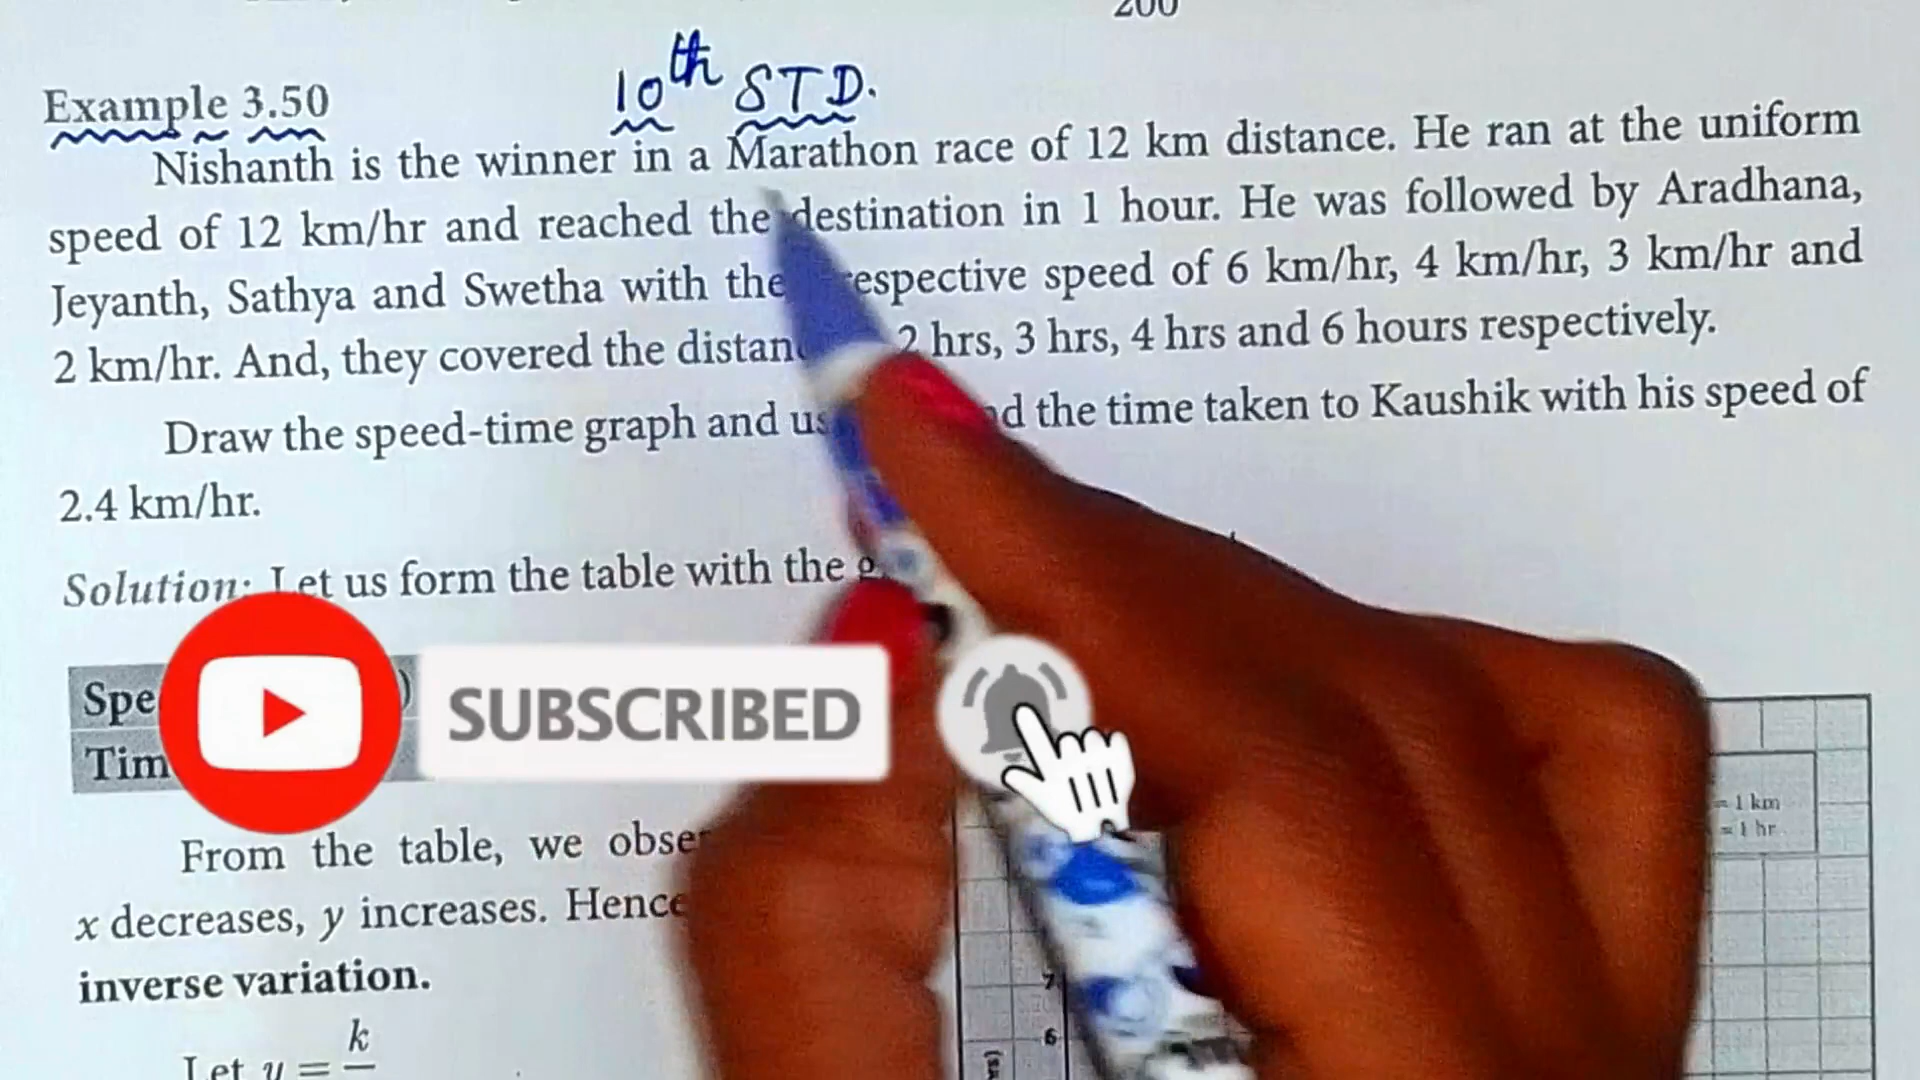 200
10th STD.
Example 3.50
Nishanth is the winner in a Marathon race of 12 km distance. He ran at the uniform
speed of 12 km/hr and reached the destination in 1 hour. He was followed by Aradhana,
Jeyanth, Sathya and Swetha with the respective speed of 6 km/hr, 4 km/hr, 3 km/hr and
2 km/hr. And, they covered the distan 2 hrs, 3 hrs, 4 hrs and 6 hours respectively.
Draw the speed-time graph and us the time taken to Kaushik with his speed of
2.4 km/hr.
Solution: Let us form the table with the g
Spe )
Tim
SUBSCRIBED
= 1 km
= 1 hr
From the table, we obse
x decreases, y increases. Hence
inverse variation.
7
6
Let y = k